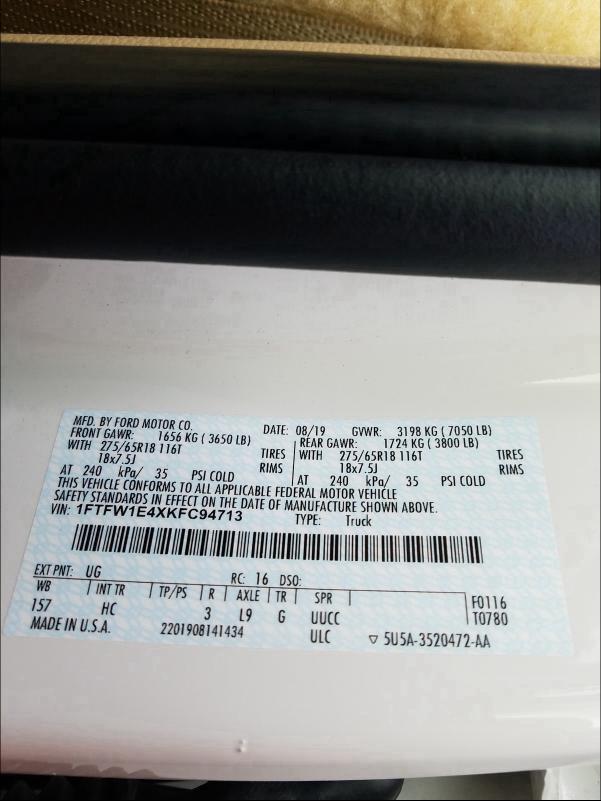 MFD. BY FORD MOTOR CO. DATE: 08/19 GVWR: 3198 KG ( 7050 LB)
FRONT GAWR: 1656 KG ( 3650 LB) REAR GAWR: 1724 KG ( 3800 LB)
WITH 275/65R18 116T TIRES WITH 275/65R18 116T TIRES
18x7.5J RIMS 18x7.5J RIMS
AT 240 kPa/ 35 PSI COLD AT 240 kPa/ 35 PSI COLD
THIS VEHICLE CONFORMS TO ALL APPLICABLE FEDERAL MOTOR VEHICLE
SAFETY STANDARDS IN EFFECT ON THE DATE OF MANUFACTURE SHOWN ABOVE.
VIN: 1FTFW1E4XKFC94713 TYPE: Truck
EXT PNT: UG RC: 16 DSO:
WB INT TR TP/PS R AXLE TR SPR F0116
157 HC 3 L9 G UUCC T0780
MADE IN U.S.A. 2201908141434 ULC ▽ 5U5A-3520472-AA